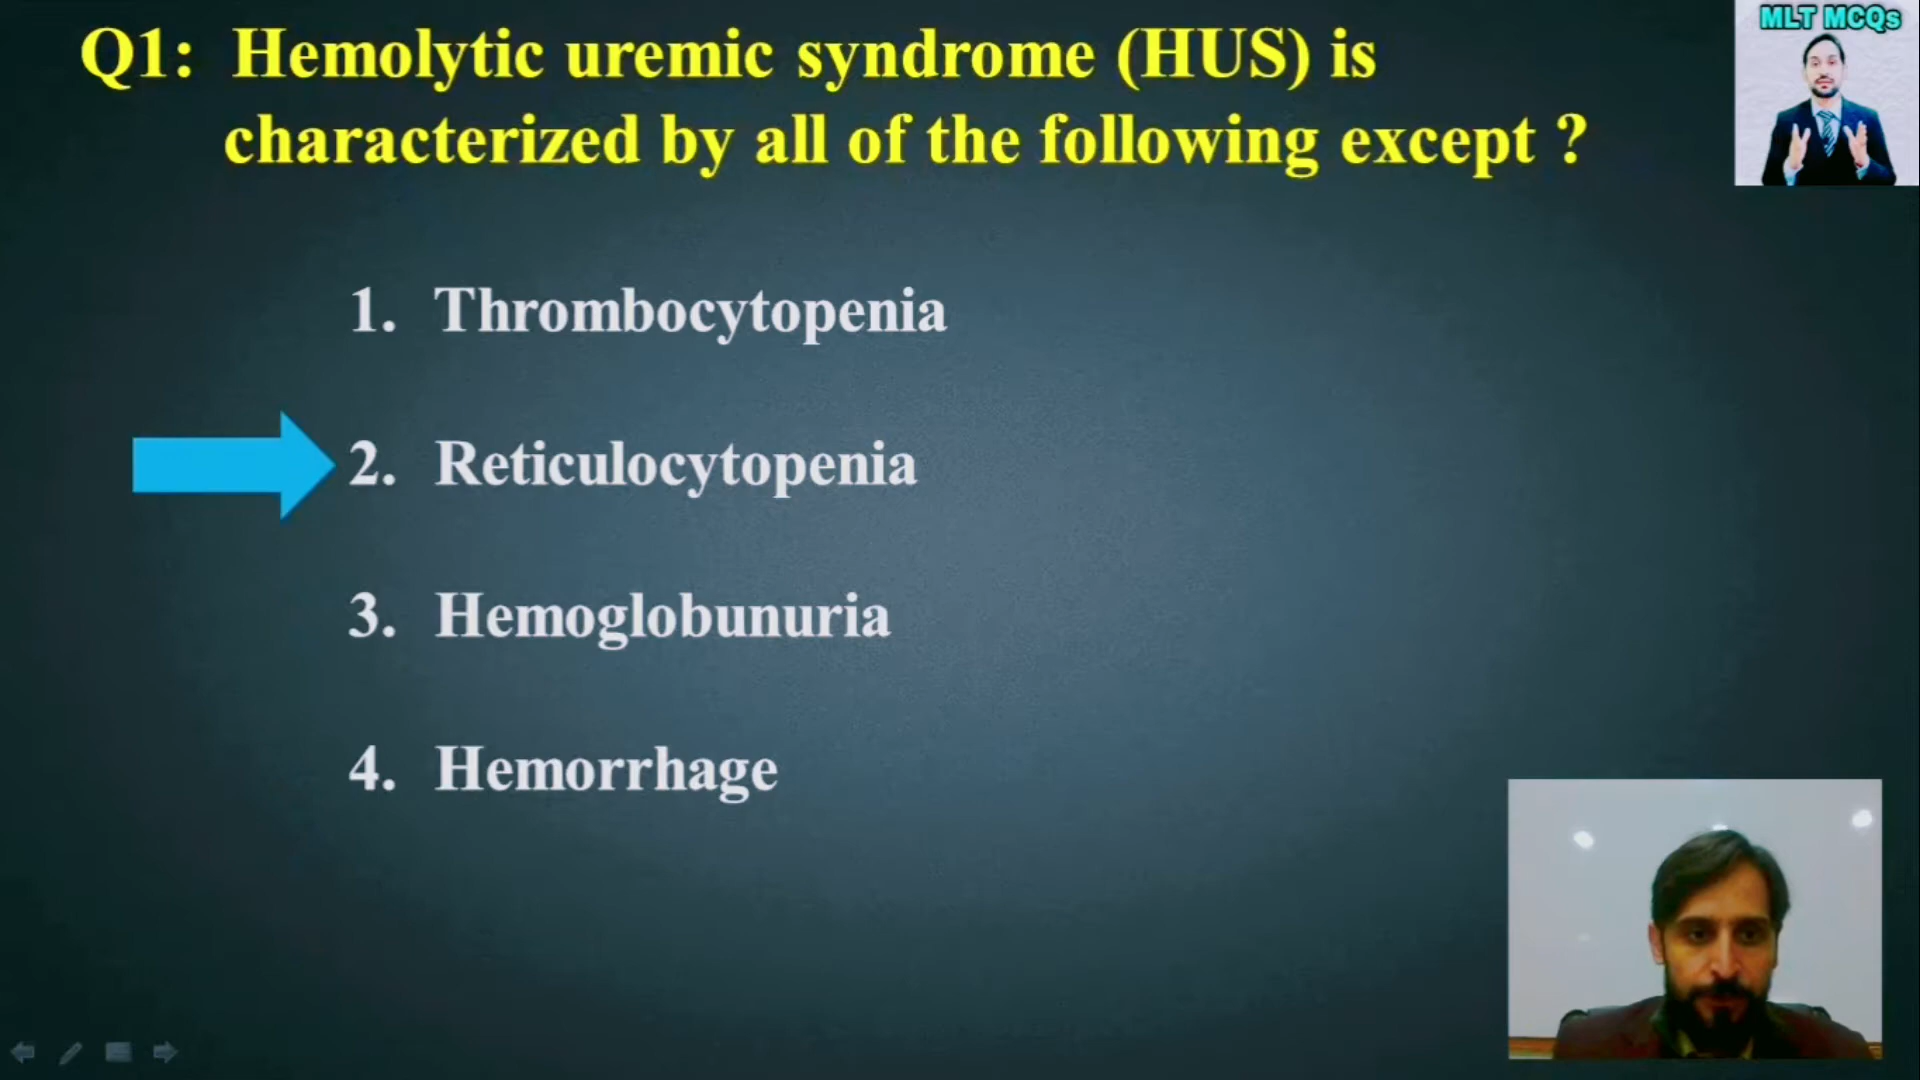 MLT MCQs
Q1: Hemolytic uremic syndrome (HUS) is
characterized by all of the following except ?
1. Thrombocytopenia
2. Reticulocytopenia
3. Hemoglobunuria
4. Hemorrhage